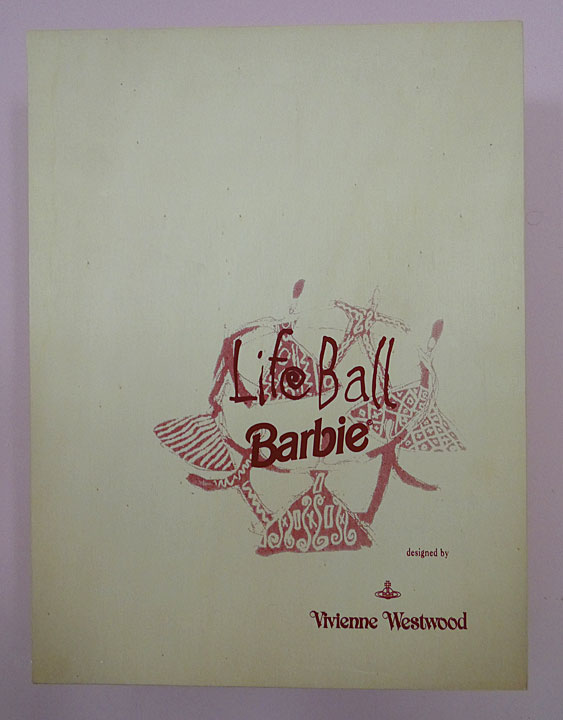 Life Ball
Barbie
designed by
Vivienne Westwood